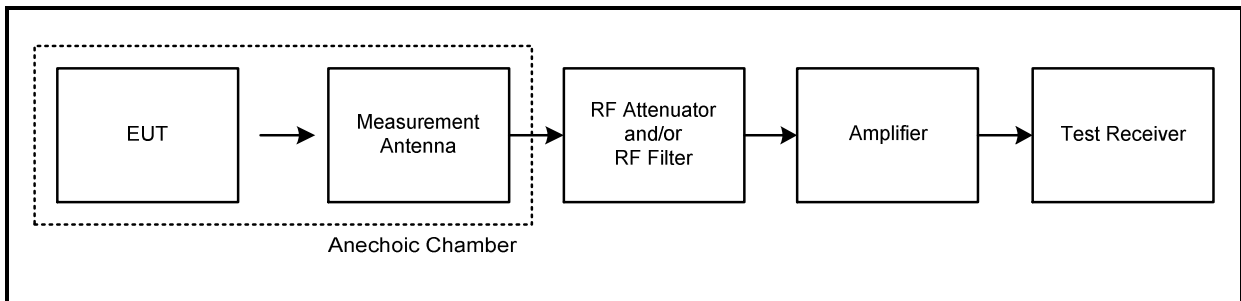 EUT
Measurement
Antenna
RF Attenuator
and/or
RF Filter
Amplifier
Test Receiver
Anechoic Chamber